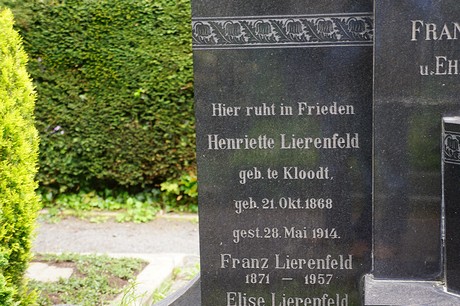 Hier ruht in Frieden
Henriette Lierenfeld
geb.te Kloodt,
geb. 21. Okt. 1868
gest. 28. Mai 1914.
Franz Lierenfeld
1871 — 1957
Elise Lierenfeld
FRAN
u. EH